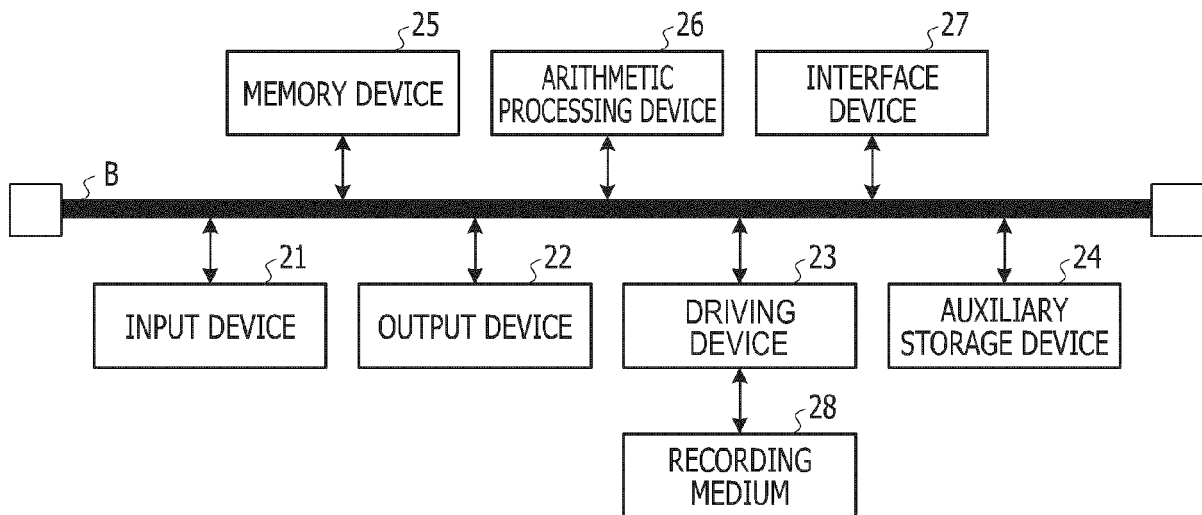 25
26
27
MEMORY DEVICE
ARITHMETIC
PROCESSING DEVICE
INTERFACE
DEVICE
B
21
22
23
24
INPUT DEVICE
OUTPUT DEVICE
DRIVING
DEVICE
AUXILIARY
STORAGE DEVICE
28
RECORDING
MEDIUM